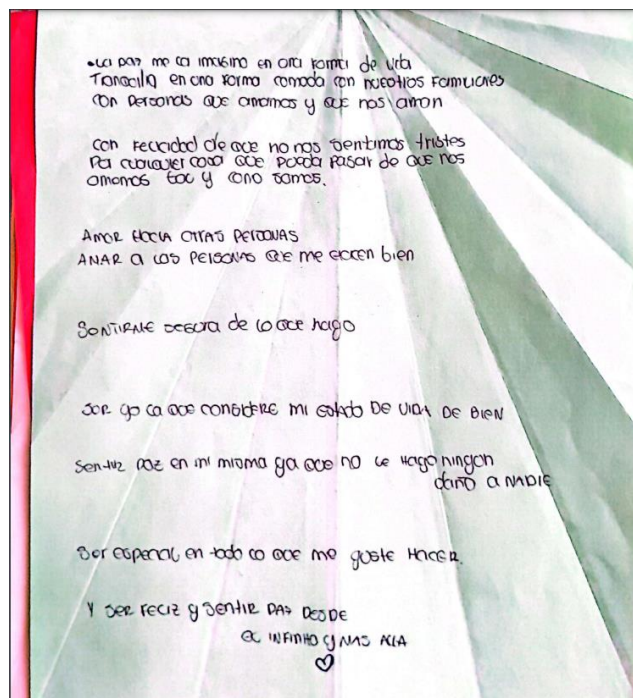 .La paz me la imagino en una forma de vida
Tranquila en una forma comoda con nuestros Familiares
con personas que amamos y que nos aman
con felicidad de que no nos sentimos tristes
Por cualquier cosa que pueda pasar de que nos
amamos tal y como somos.
AMOR HACIA OTRAS PERSONAS
AMAR A LAS PERSONAS QUE me hacen bien
SENTIRME SEGURA de lo que hago
SER yo la que CONSIDERE MI estado DE VIDA DE BIEN
Sentir paz en mi misma ya que no le hago ningun
daño a NADIE
Ser especial en todo lo que me guste HACER.
Y SER FELIZ y SENTIR PAZ DESDE
EL INFINITO y MAS ALLA
♡